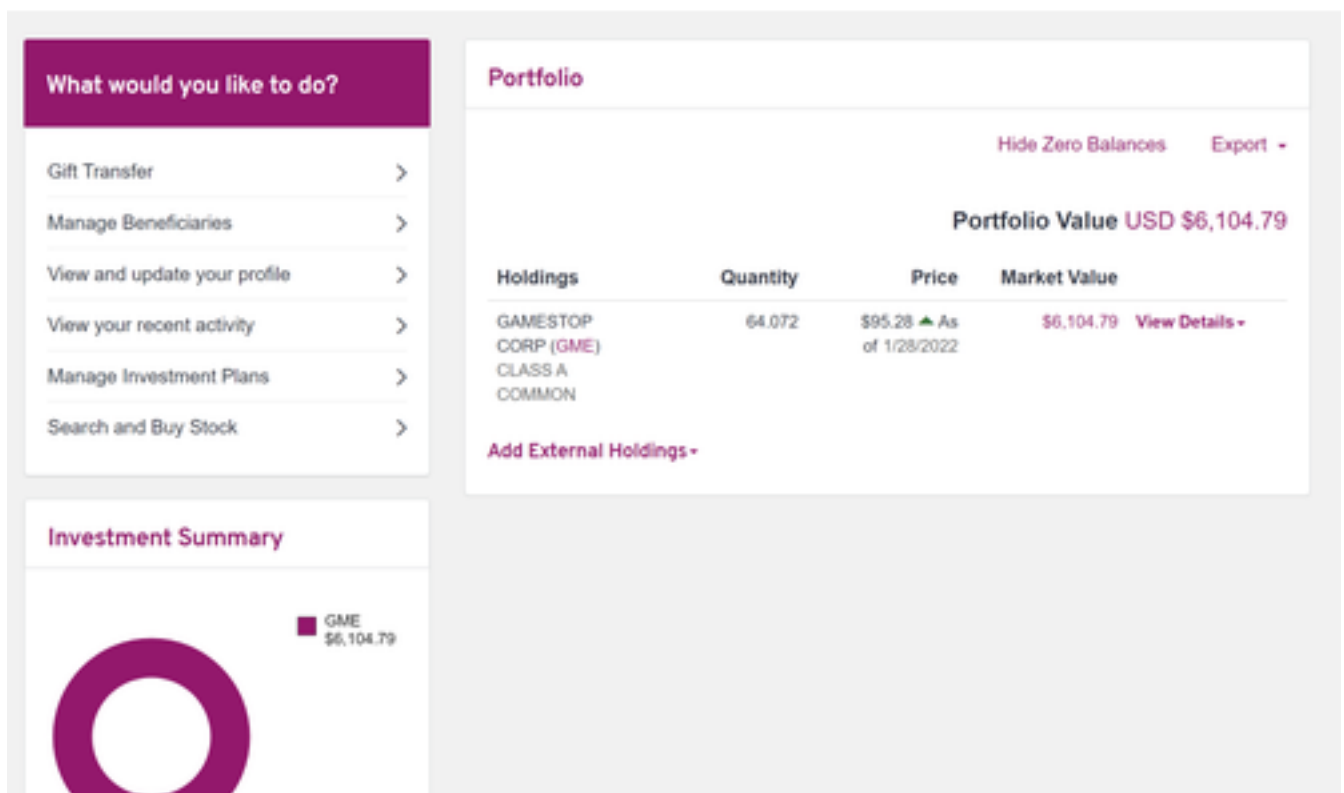 What would you like to do?
Gift Transfer
Manage Beneficiaries
View and update your profile
View your recent activity
Manage Investment Plans
Search and Buy Stock
Investment Summary
GME
$6,104.79
Portfolio
Hide Zero Balances Export
Portfolio Value USD $6,104.79
Holdings Quantity Price Market Value
GAMESTOP 64.072 $95.28 ▲ As $6,104.79 View Details
CORP (GME) of 1/28/2022
CLASS A
COMMON
Add External Holdings